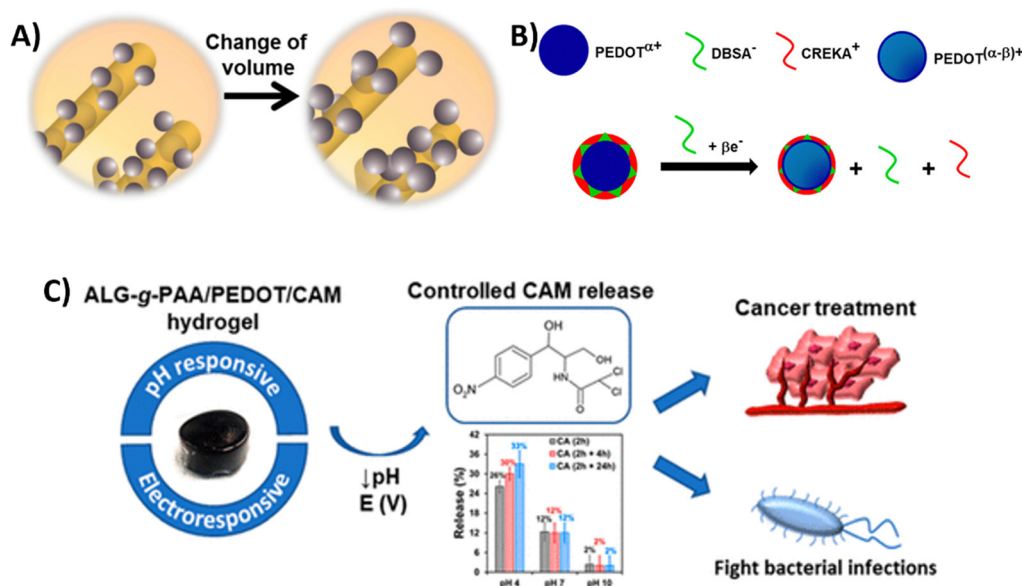 A)
Change of
volume
B)
PEDOTα+
DBSA-
CREKA+
PEDOT(α-β)+
+ βe-
+
+
C)
ALG-g-PAA/PEDOT/CAM
hydrogel
pH responsive
Electroresponsive
↓pH
E (V)
Controlled CAM release
OH
OH
O2N
HN
O
Cl
Cl
Release (%)
42
36
30
24
18
12
6
0
CA (2h)
CA (2h + 4h)
CA (2h + 24h)
26%
30%
33%
12%
12%
12%
2%
2%
2%
pH 4
pH 7
pH 10
Cancer treatment
Fight bacterial infections